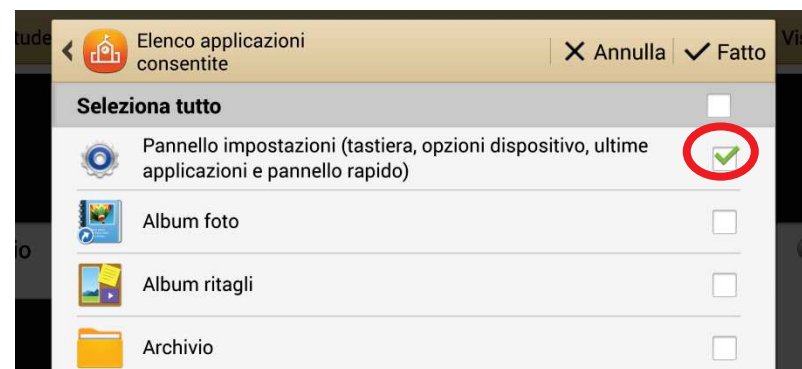 Elenco applicazioni
consentite
Annulla
Fatto
Seleziona tutto
Pannello impostazioni (tastiera, opzioni dispositivo, ultime
applicazioni e pannello rapido)
Album foto
Album ritagli
Archivio